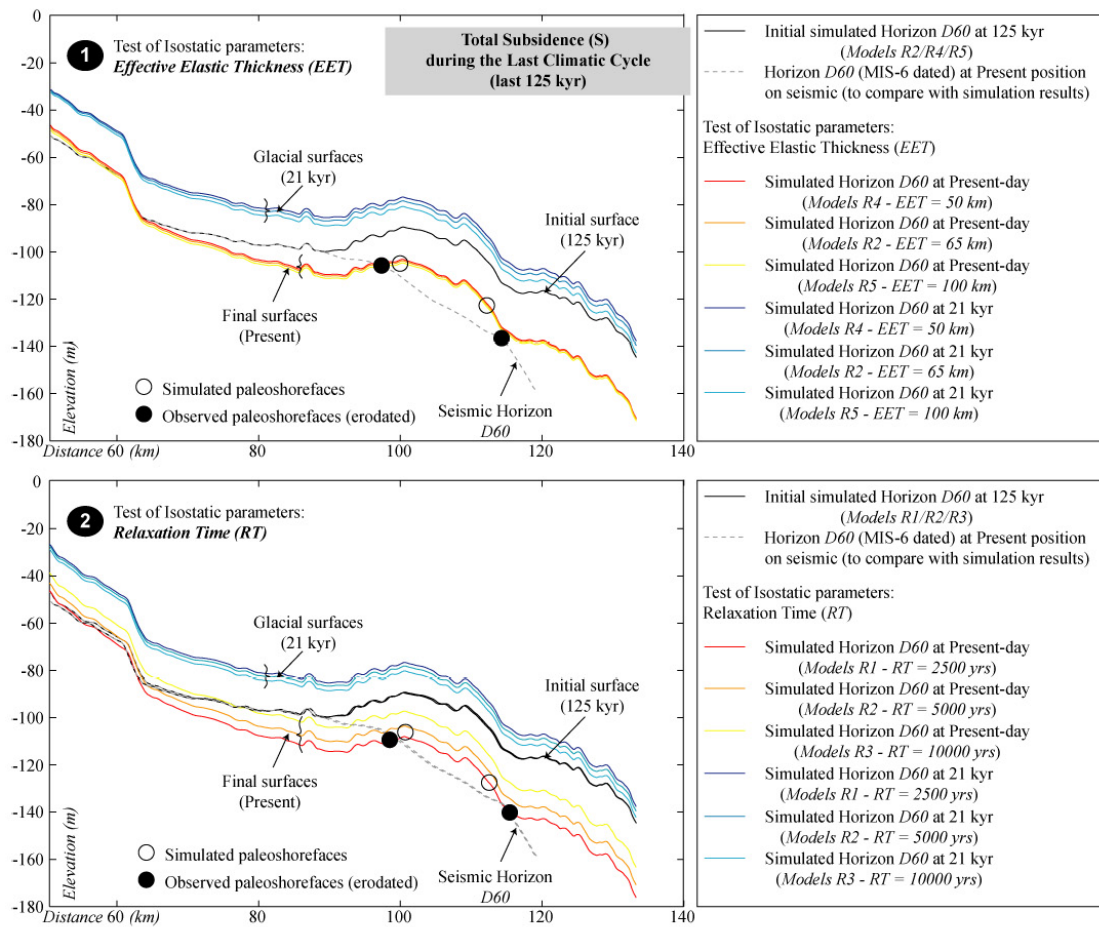 0
-20
-40
-60
-80
-100
-120
-140
-160
-180
1
Test of Isostatic parameters:
Effective Elastic Thickness (EET)
Total Subsidence (S)
during the Last Climatic Cycle
(last 125 kyr)
Glacial surfaces
(21 kyr)
Initial surface
(125 kyr)
Final surfaces
(Present)
Simulated paleoshorefaces
Observed paleoshorefaces (erodated)
Seismic Horizon
D60
Elevation (m)
Distance 60 (km)
80
100
120
140
Initial simulated Horizon D60 at 125 kyr
(Models R2/R4/R5)
Horizon D60 (MIS-6 dated) at Present position
on seismic (to compare with simulation results)
Test of Isostatic parameters:
Effective Elastic Thickness (EET)
Simulated Horizon D60 at Present-day
(Models R4 - EET = 50 km)
Simulated Horizon D60 at Present-day
(Models R2 - EET = 65 km)
Simulated Horizon D60 at Present-day
(Models R5 - EET = 100 km)
Simulated Horizon D60 at 21 kyr
(Models R4 - EET = 50 km)
Simulated Horizon D60 at 21 kyr
(Models R2 - EET = 65 km)
Simulated Horizon D60 at 21 kyr
(Models R5 - EET = 100 km)
0
-20
-40
-60
-80
-100
-120
-140
-160
-180
2
Test of Isostatic parameters:
Relaxation Time (RT)
Glacial surfaces
(21 kyr)
Initial surface
(125 kyr)
Final surfaces
(Present)
Simulated paleoshorefaces
Observed paleoshorefaces (erodated)
Seismic Horizon
D60
Elevation (m)
Distance 60 (km)
80
100
120
140
Initial simulated Horizon D60 at 125 kyr
(Models R1/R2/R3)
Horizon D60 (MIS-6 dated) at Present position
on seismic (to compare with simulation results)
Test of Isostatic parameters:
Relaxation Time (RT)
Simulated Horizon D60 at Present-day
(Models R1 - RT = 2500 yrs)
Simulated Horizon D60 at Present-day
(Models R2 - RT = 5000 yrs)
Simulated Horizon D60 at Present-day
(Models R3 - RT = 10000 yrs)
Simulated Horizon D60 at 21 kyr
(Models R1 - RT = 2500 yrs)
Simulated Horizon D60 at 21 kyr
(Models R2 - RT = 5000 yrs)
Simulated Horizon D60 at 21 kyr
(Models R3 - RT = 10000 yrs)